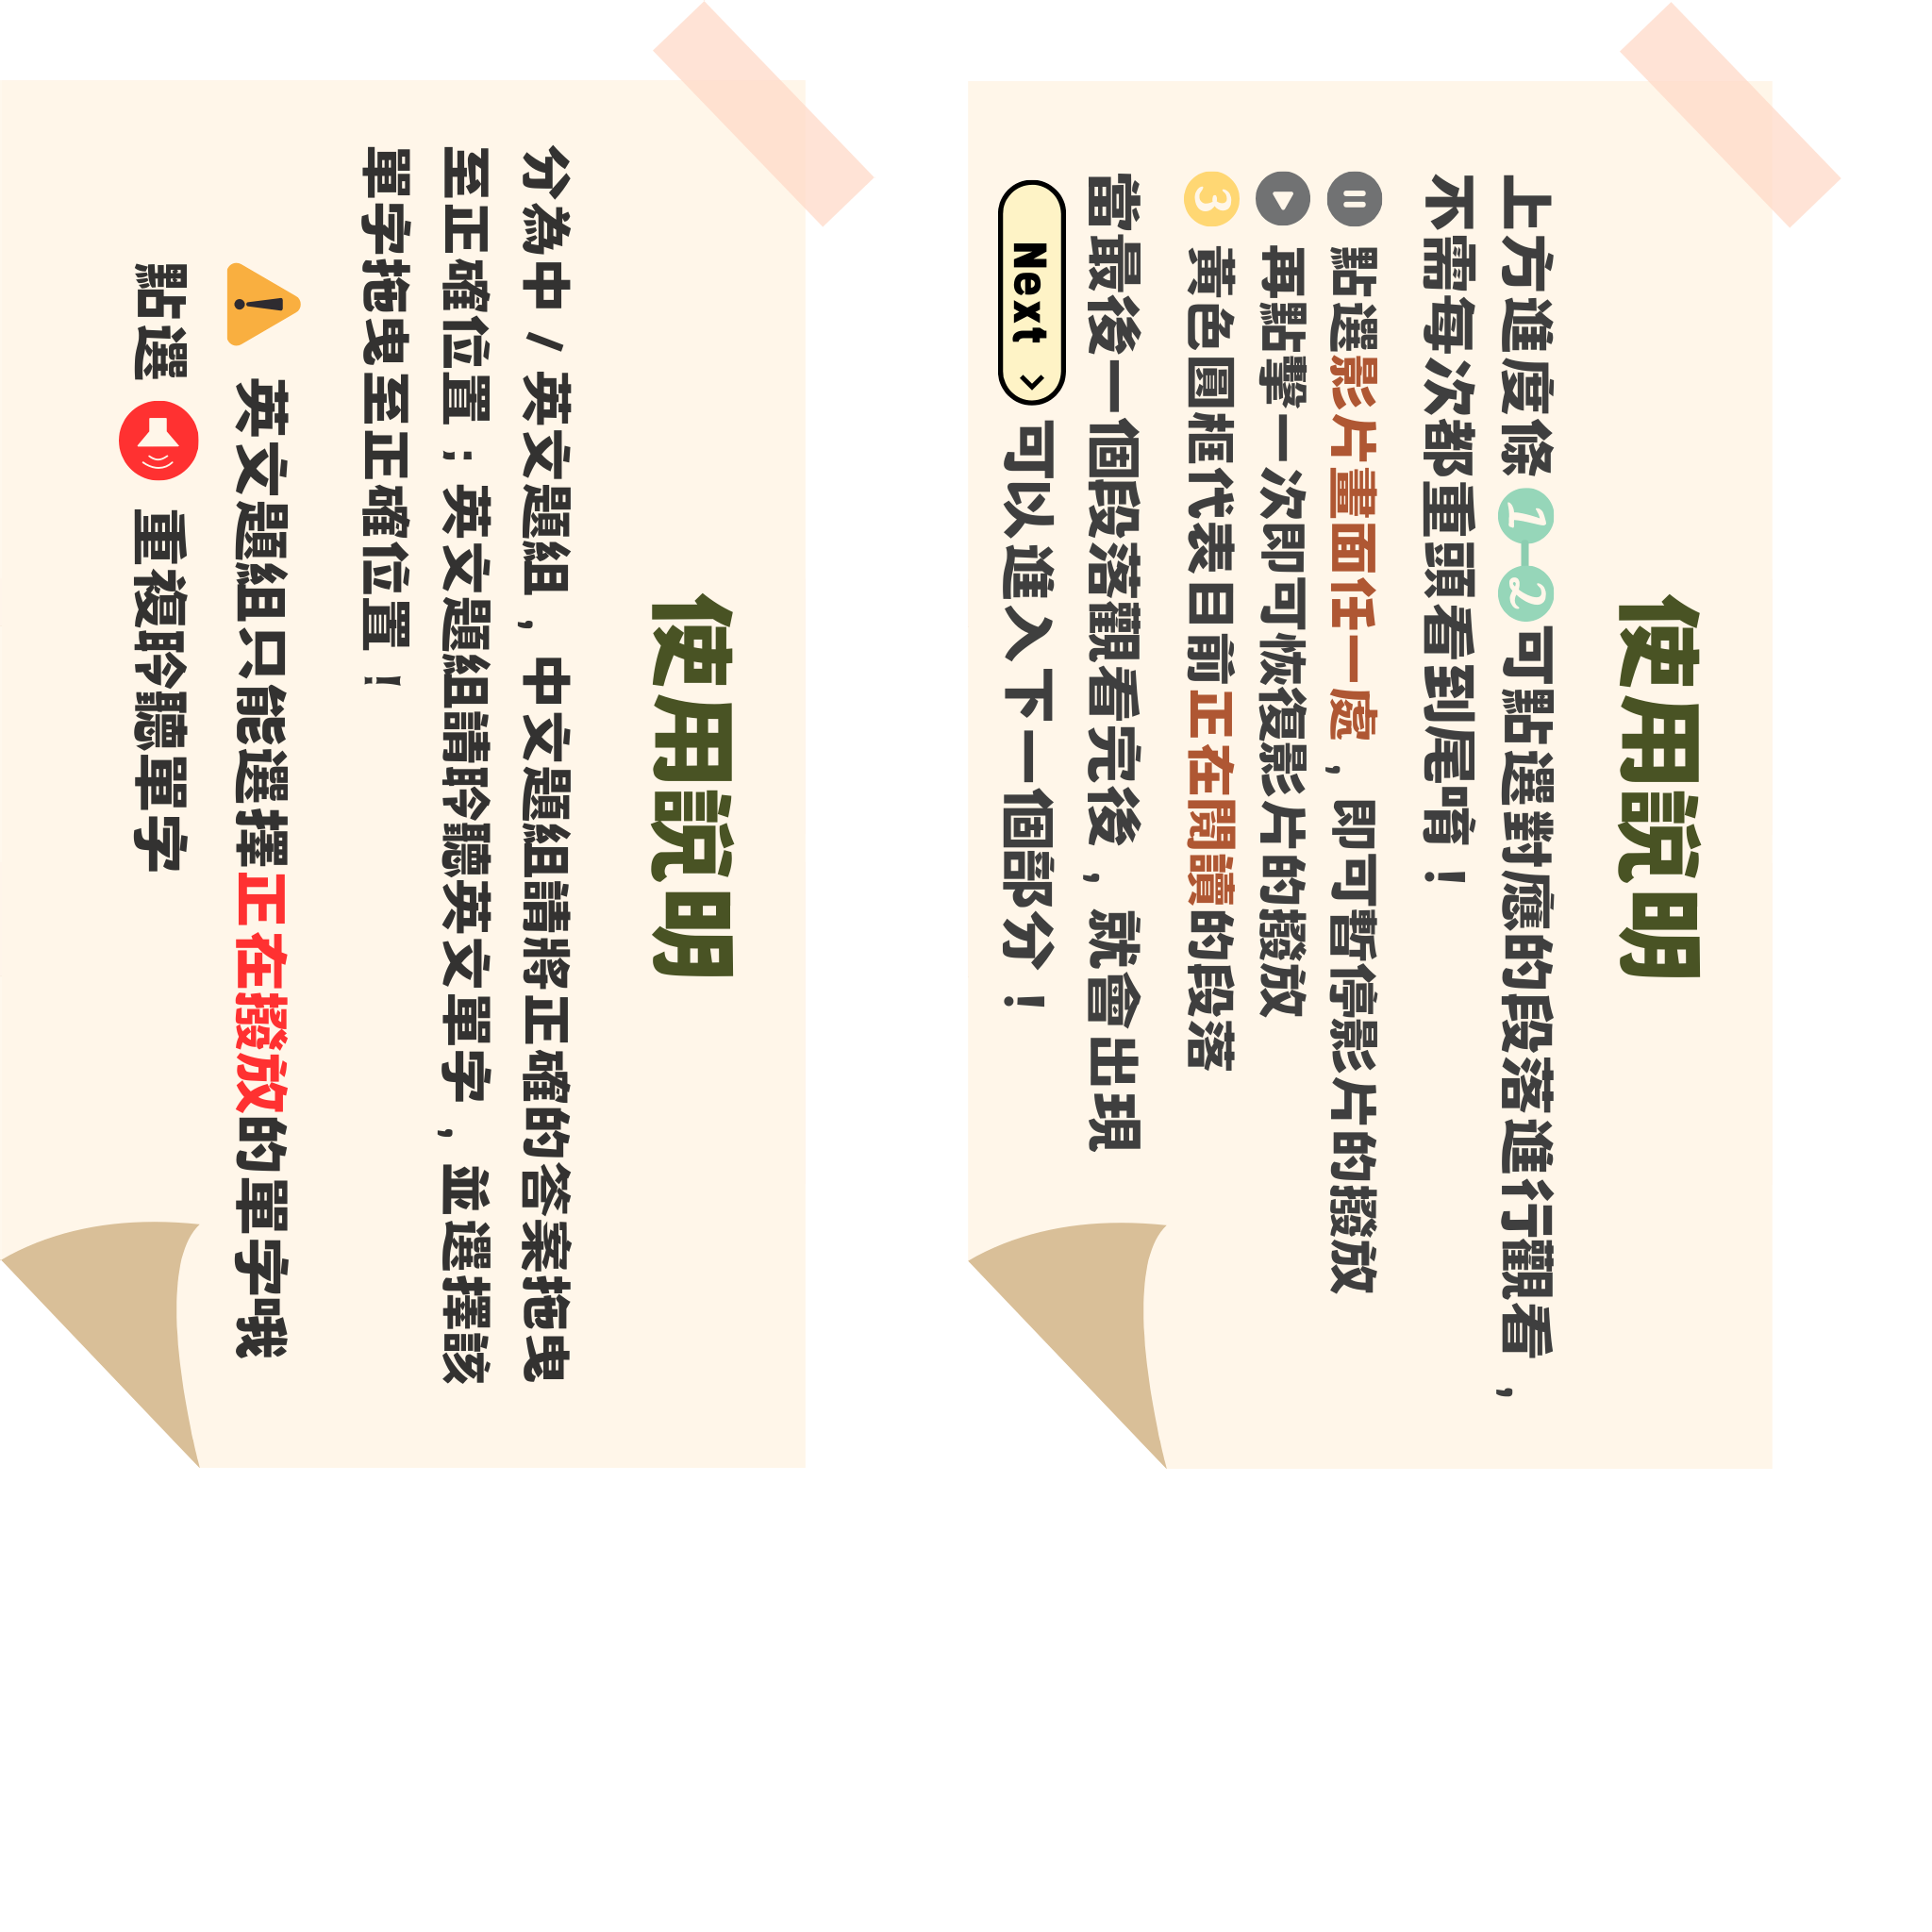 使用說明
上方進度條 1 2 可點選對應的段落進行觀看，
不需每次都重頭看到尾唷！
點選影片畫面任一處，即可暫停影片的撥放
再點擊一次即可恢復影片的撥放
3 黃色圓框代表目前正在閱讀的段落
當最後一個段落觀看完後，就會出現
Next > 可以進入下一個部分！
使用說明
分為中 / 英文題組，中文題組請將正確的答案拖曳
至正確位置；英文題組請聆聽英文單字，並選擇該
單字拖曳至正確位置！
英文題組只能選擇正在撥放的單字哦
點選 重複聆聽單字